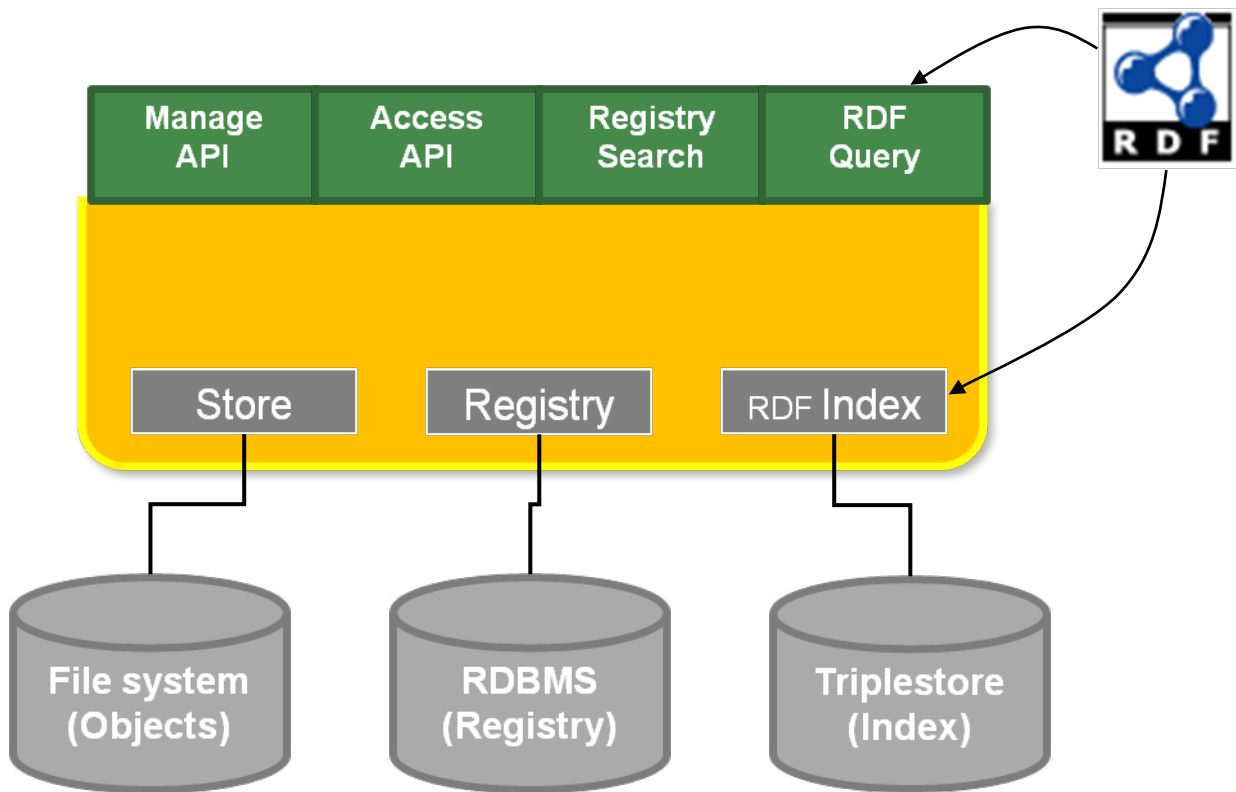 Manage
API
Access
API
Registry
Search
RDF
Query
R D F
Store
Registry
RDF Index
File system
(Objects)
RDBMS
(Registry)
Triplestore
(Index)